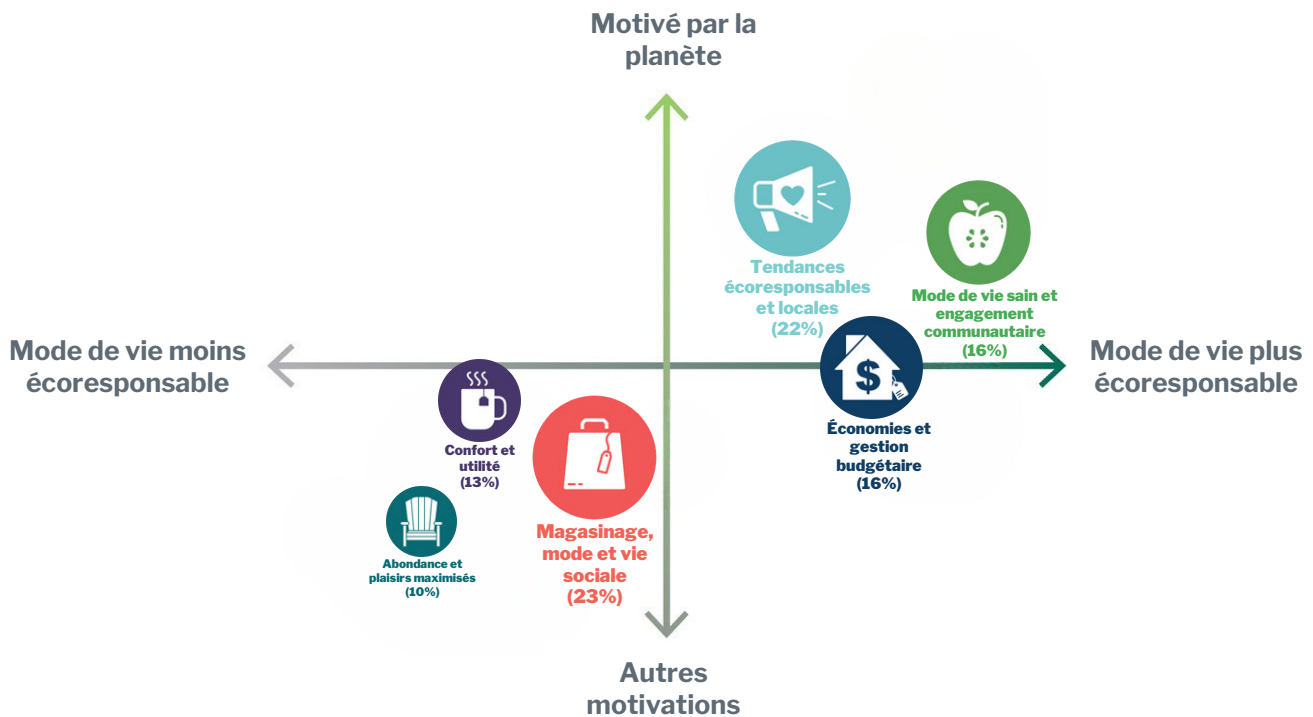 Motivé par la
planète
Tendances
écoresponsables
et locales
(22%)
Mode de vie sain et
engagement
communautaire
(16%)
Mode de vie moins
écoresponsable
Mode de vie plus
écoresponsable
$
Économies et
gestion
budgétaire
(16%)
Confort et
utilité
(13%)
Magasinage,
mode et vie
sociale
(23%)
Abondance et
plaisirs maximisés
(10%)
Autres
motivations